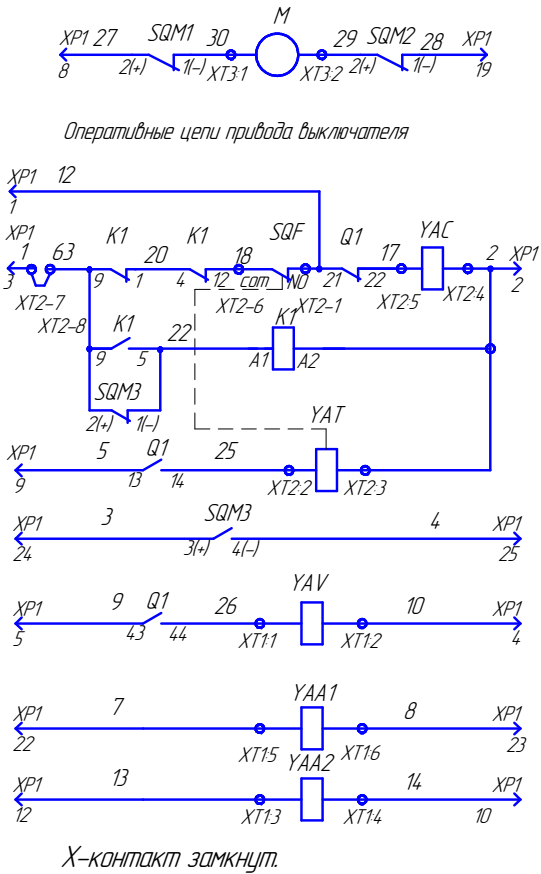 M
XP1 27 SQM1 30 29 SQM2 28 XP1
8 2(+) 1(-) XT3:1 XT3:2 2(+) 1(-) 19
Оперативные цепи привода выключателя
XP1 12
1
XP1 K1 K1 SQF Q1 YAC
1 63 20 18 17 2 XP1
3 9 1 4 12 com NO 21 22 2
XT2-7 XT2-6 XT2-1 XT2:5 XT2:4
XT2-8
K1 22 K1
9 5 A1 A2
SQM3
2(+) 1(-) YAT
XP1 5 Q1 25
9 13 14 XT2:2 XT2:3
XP1 3 SQM3 4 XP1
24 3(+) 4(-) 25
XP1 9 Q1 26 YAV 10 XP1
5 43 44 XT1:1 XT1:2 4
XP1 7 YAA1 8 XP1
22 XT1:5 XT1:6 23
XP1 13 YAA2 14 XP1
12 XT1:3 XT1:4 10
X-контакт замкнут.